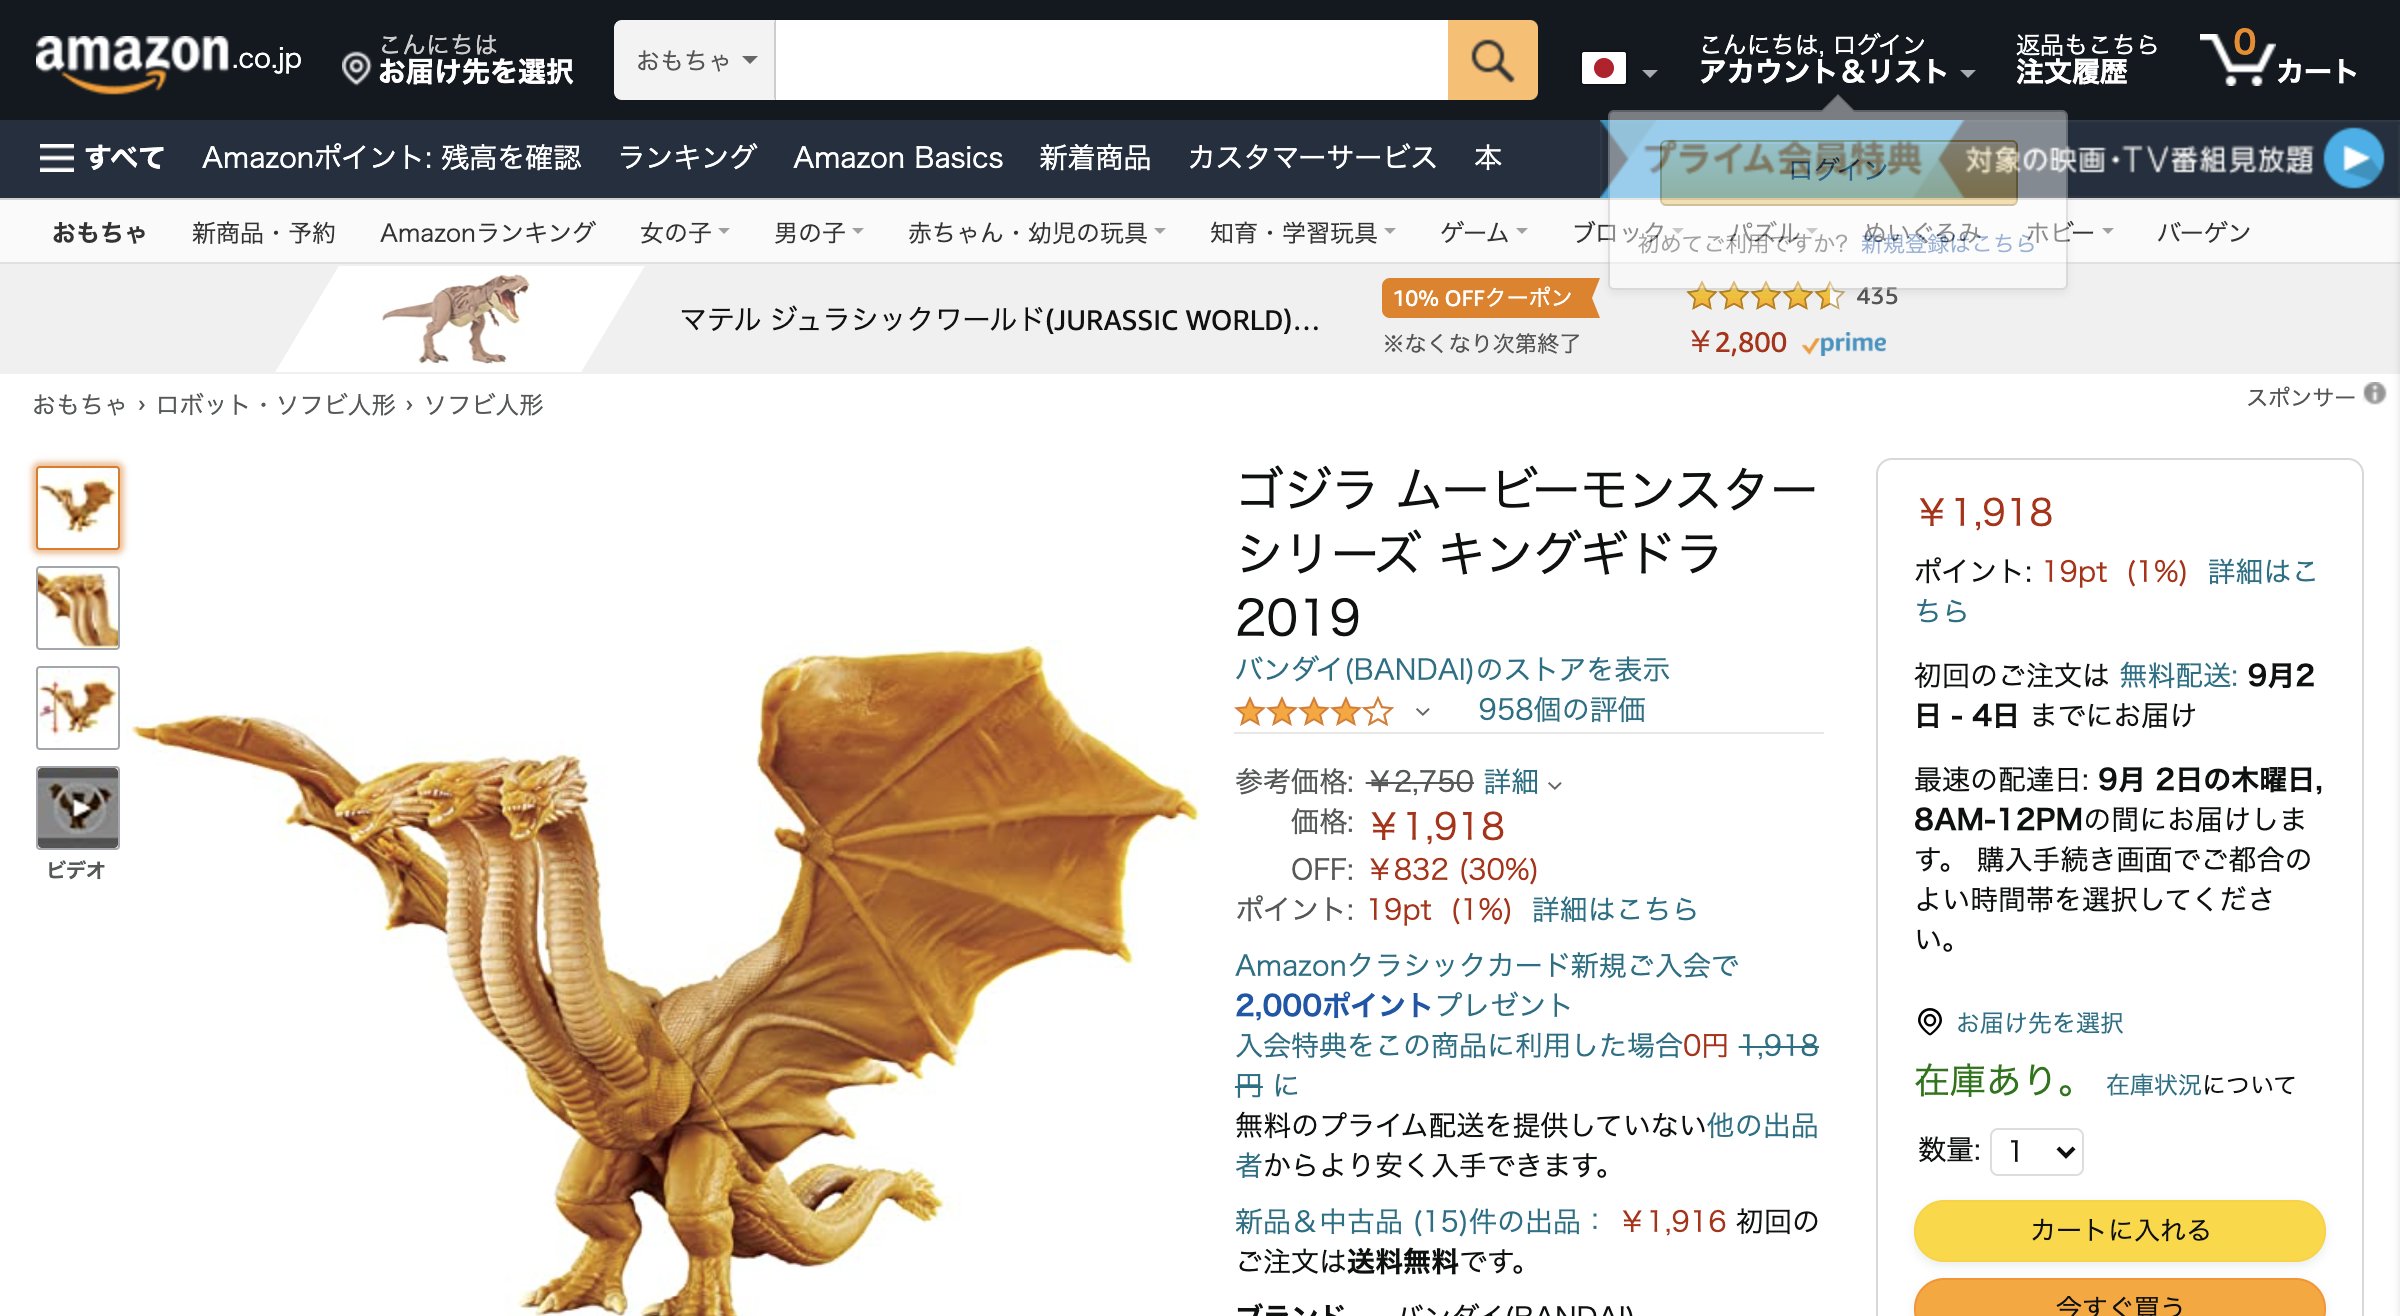 amazon.co.jp
こんにちは
お届け先を選択
おもちゃ
こんにちは, ログイン
アカウント＆リスト
返品もこちら
注文履歴
0
カート
すべて
Amazonポイント: 残高を確認
ランキング
Amazon Basics
新着商品
カスタマーサービス
本
プライム会員特典
対象の映画・TV番組見放題
ログイン
初めてご利用ですか? 新規登録はこちら
おもちゃ
新商品・予約
Amazonランキング
女の子
男の子
赤ちゃん・幼児の玩具
知育・学習玩具
ゲーム
ブロック
パズル
ぬいぐるみ
ホビー
バーゲン
マテル ジュラシックワールド(JURASSIC WORLD)…
10% OFFクーポン
※なくなり次第終了
435
￥2,800 prime
スポンサー
おもちゃ › ロボット・ソフビ人形 › ソフビ人形
ビデオ
ゴジラ ムービーモンスター
シリーズ キングギドラ
2019
バンダイ(BANDAI)のストアを表示
958個の評価
参考価格: ￥2,750 詳細
価格: ￥1,918
OFF: ￥832 (30%)
ポイント: 19pt (1%) 詳細はこちら
Amazonクラシックカード新規ご入会で
2,000ポイントプレゼント
入会特典をこの商品に利用した場合0円 1,918
円 に
無料のプライム配送を提供していない他の出品
者からより安く入手できます。
新品＆中古品 (15)件の出品： ￥1,916 初回の
ご注文は送料無料です。
ブランド バンダイ(BANDAI)
￥1,918
ポイント: 19pt (1%) 詳細はこ
ちら
初回のご注文は 無料配送: 9月2
日 - 4日 までにお届け
最速の配達日: 9月 2日の木曜日,
8AM-12PMの間にお届けしま
す。 購入手続き画面でご都合の
よい時間帯を選択してくださ
い。
お届け先を選択
在庫あり。 在庫状況について
数量: 1
カートに入れる
今すぐ買う